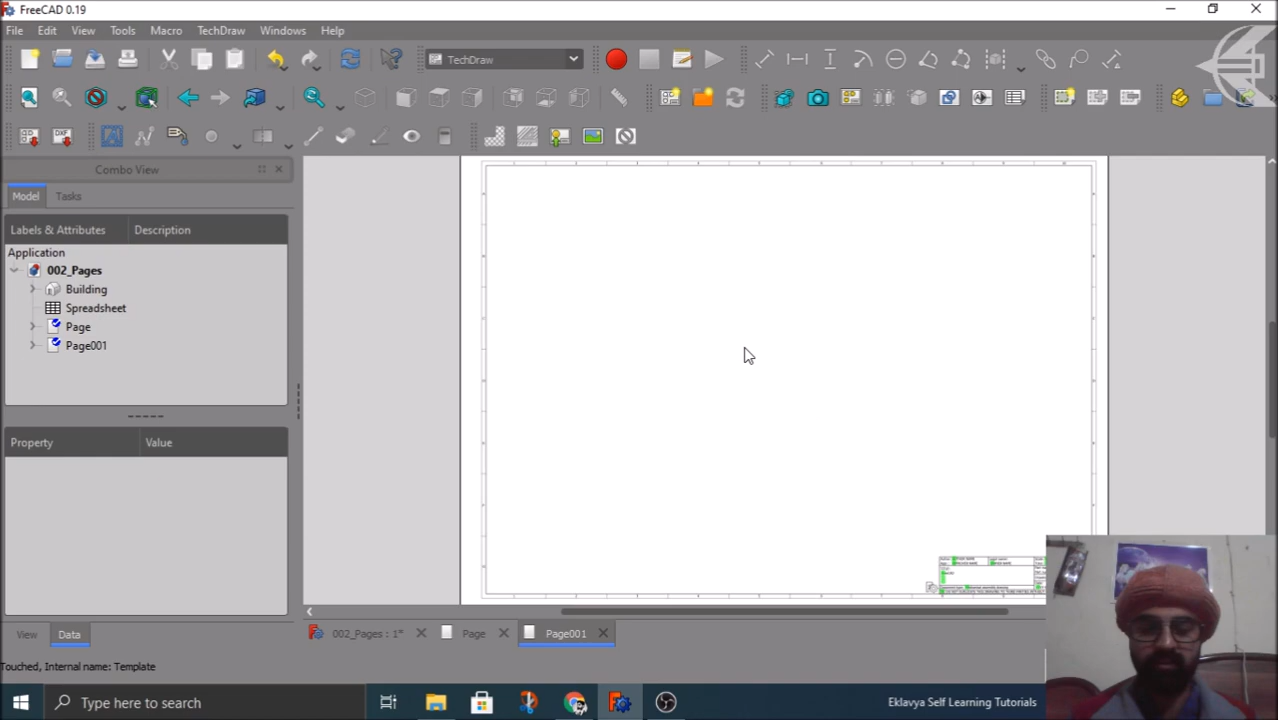 FreeCAD 0.19
File Edit View Tools Macro TechDraw Windows Help
TechDraw
Combo View
Model Tasks
Labels & Attributes Description
Application
002_Pages
Building
Spreadsheet
Page
Page001
Property Value
View Data
002_Pages : 1* Page Page001
Touched, Internal name: Template
Type here to search
Eklavya Self Learning Tutorials